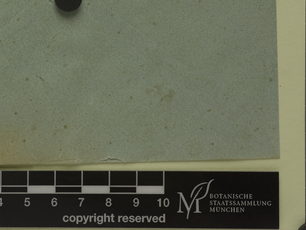 4 5 6 7 8 9 10
copyright reserved
BOTANISCHE
STAATSSAMMLUNG
MÜNCHEN